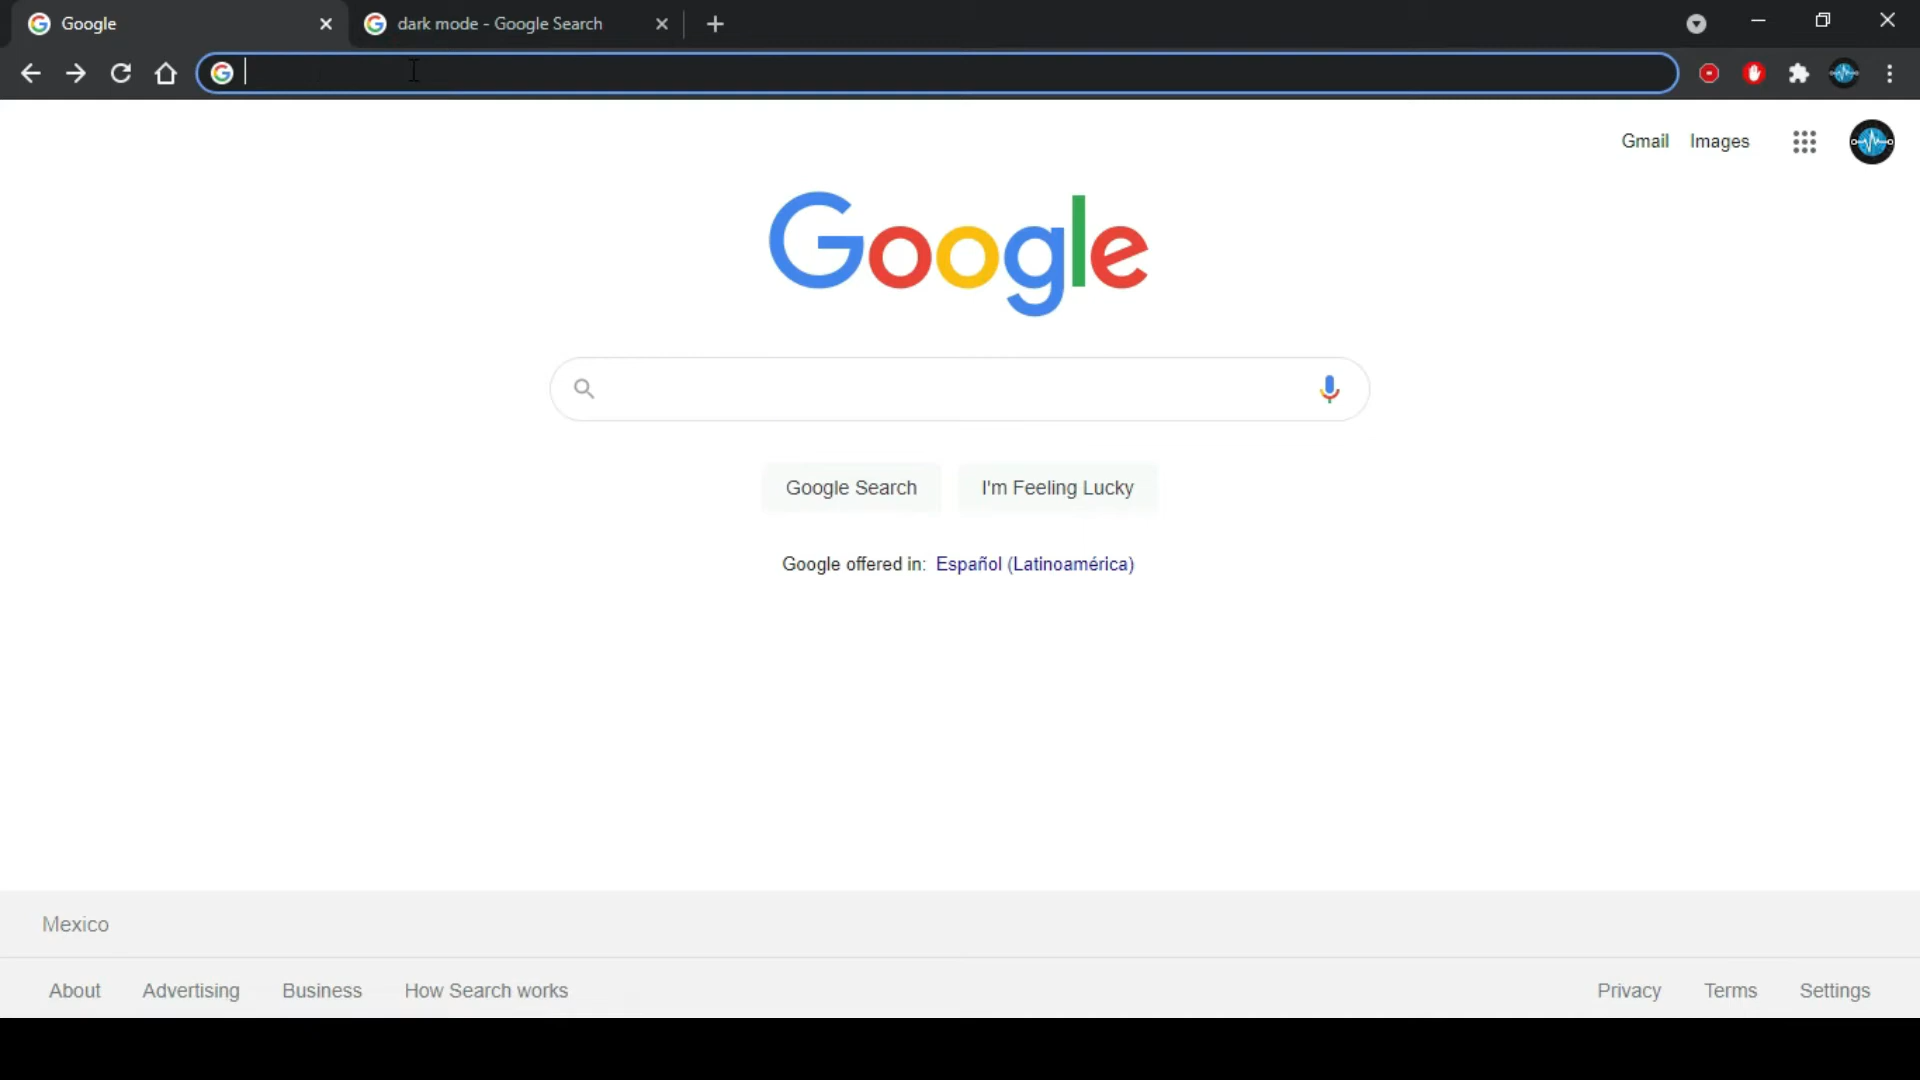 Google
dark mode - Google Search
Gmail Images
Google
Google Search I'm Feeling Lucky
Google offered in: Español (Latinoamérica)
Mexico
About Advertising Business How Search works Privacy Terms Settings